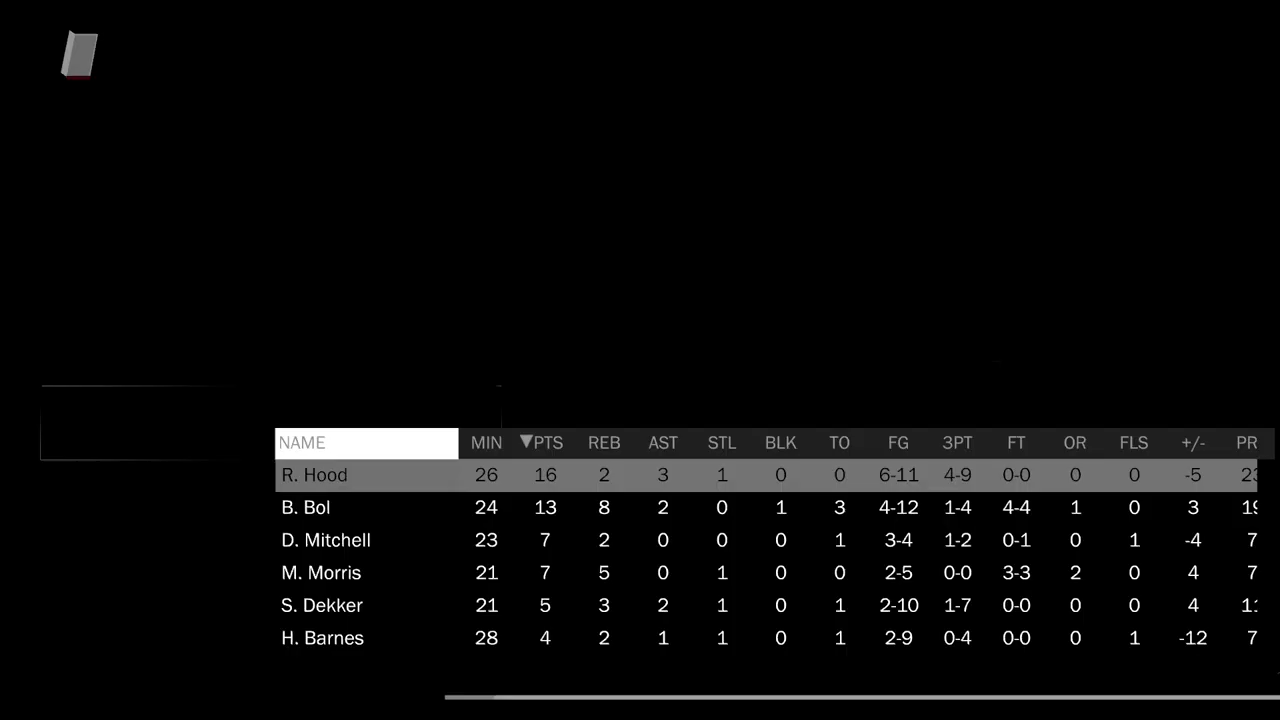 NAME MIN ▼PTS REB AST STL BLK TO FG 3PT FT OR FLS +/- PR
R. Hood 26 16 2 3 1 0 0 6-11 4-9 0-0 0 0 -5 23
B. Bol 24 13 8 2 0 1 3 4-12 1-4 4-4 1 0 3 19
D. Mitchell 23 7 2 0 0 0 1 3-4 1-2 0-1 0 1 -4 7
M. Morris 21 7 5 0 1 0 0 2-5 0-0 3-3 2 0 4 7
S. Dekker 21 5 3 2 1 0 1 2-10 1-7 0-0 0 0 4 11
H. Barnes 28 4 2 1 1 0 1 2-9 0-4 0-0 0 1 -12 7